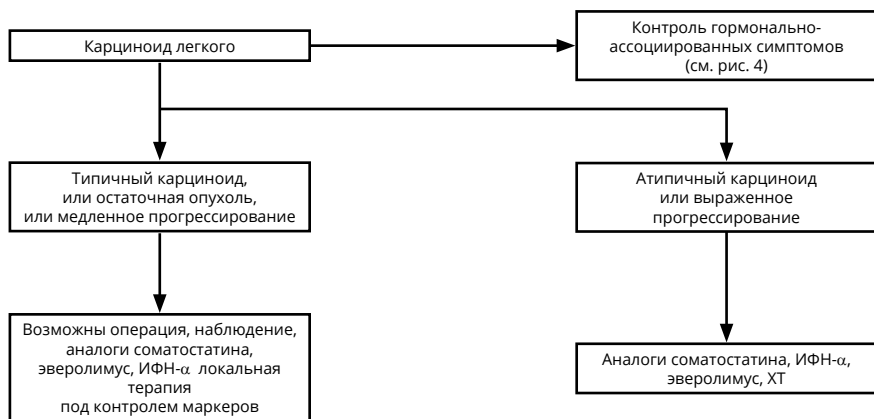 Карциноид легкого
Контроль гормонально-
ассоциированных симптомов
(см. рис. 4)
Типичный карциноид,
или остаточная опухоль,
или медленное прогрессирование
Атипичный карциноид
или выраженное
прогрессирование
Возможны операция, наблюдение,
аналоги соматостатина,
эверолимус, ИФН-α локальная
терапия
под контролем маркеров
Аналоги соматостатина, ИФН-α,
эверолимус, ХТ